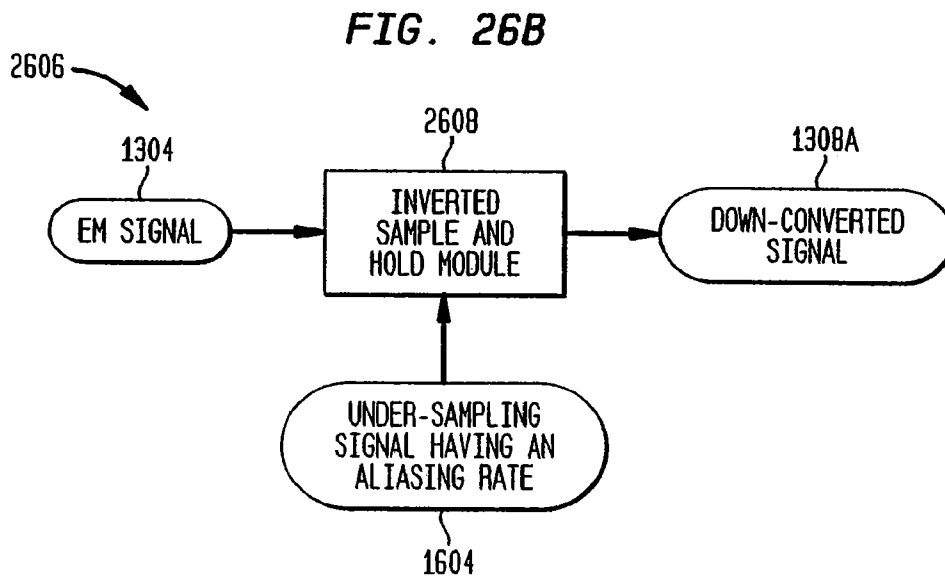 FIG. 26B
2606
1304
2608
1308A
EM SIGNAL
INVERTED
SAMPLE AND
HOLD MODULE
DOWN-CONVERTED
SIGNAL
UNDER-SAMPLING
SIGNAL HAVING AN
ALIASING RATE
1604